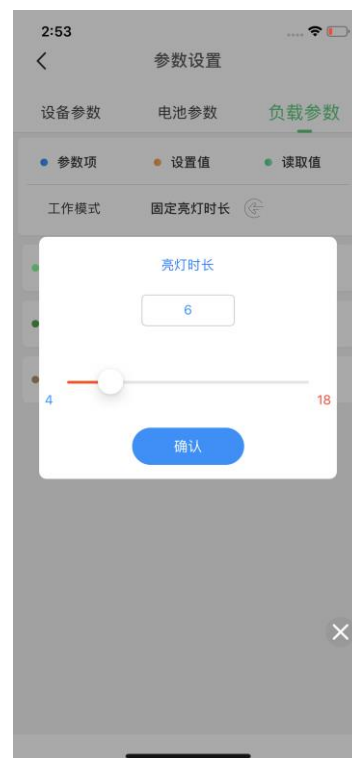 2:53
参数设置
设备参数 电池参数 负载参数
参数项 设置值 读取值
工作模式 固定亮灯时长
亮灯时长
6
4 18
确认